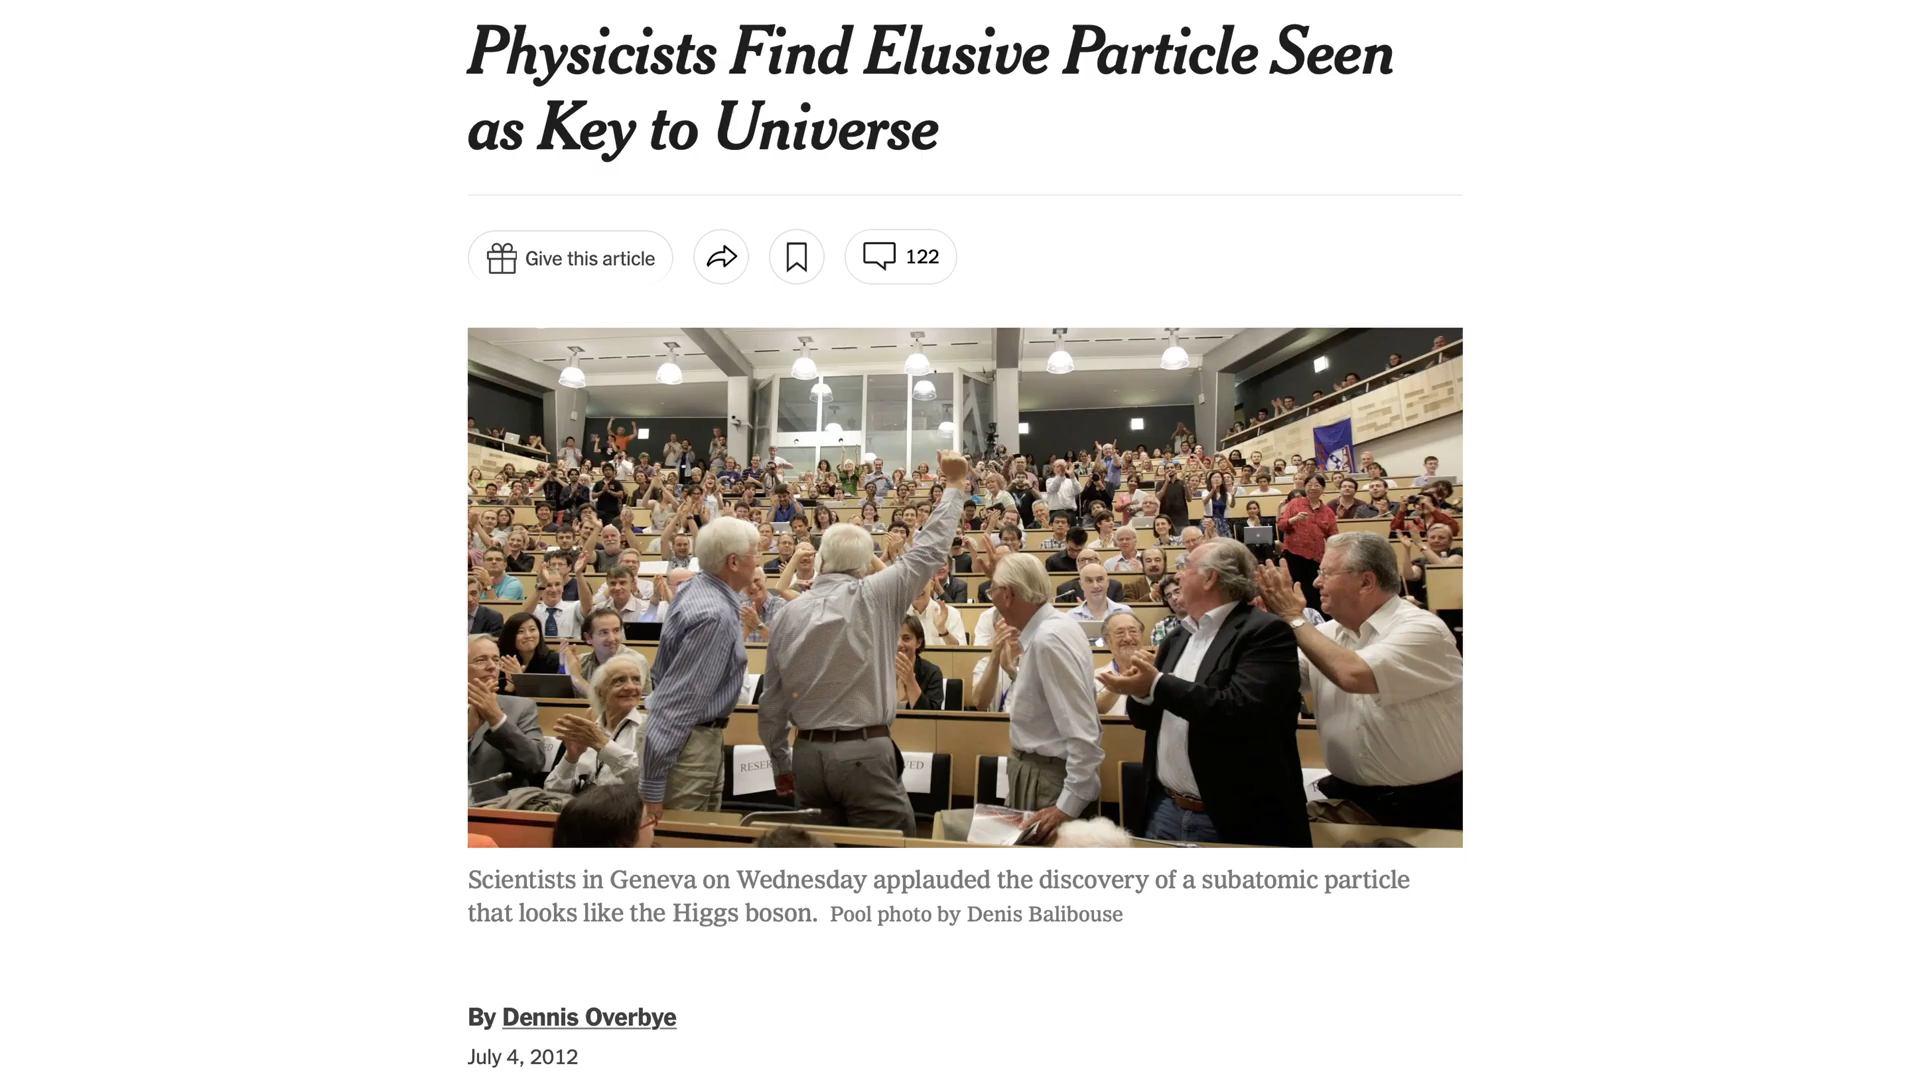 Physicists Find Elusive Particle Seen
as Key to Universe
Give this article
122
RESER
VED
Scientists in Geneva on Wednesday applauded the discovery of a subatomic particle
that looks like the Higgs boson. Pool photo by Denis Balibouse
By Dennis Overbye
July 4, 2012